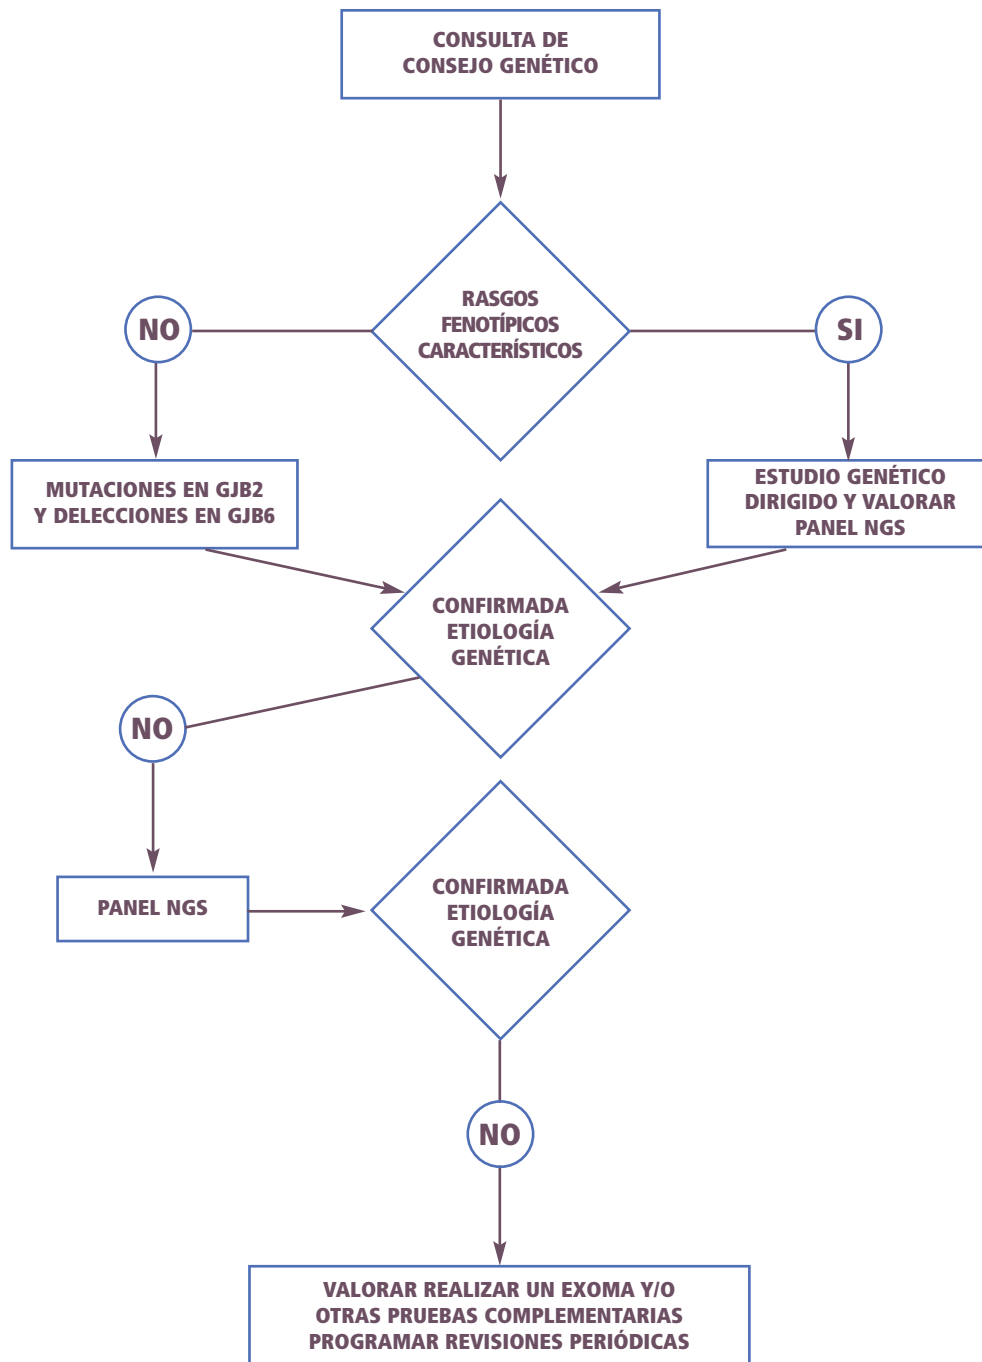 CONSULTA DE
CONSEJO GENÉTICO
RASGOS
FENOTÍPICOS
CARACTERÍSTICOS
NO
SI
MUTACIONES EN GJB2
Y DELECCIONES EN GJB6
ESTUDIO GENÉTICO
DIRIGIDO Y VALORAR
PANEL NGS
CONFIRMADA
ETIOLOGÍA
GENÉTICA
NO
PANEL NGS
CONFIRMADA
ETIOLOGÍA
GENÉTICA
NO
VALORAR REALIZAR UN EXOMA Y/O
OTRAS PRUEBAS COMPLEMENTARIAS
PROGRAMAR REVISIONES PERIÓDICAS